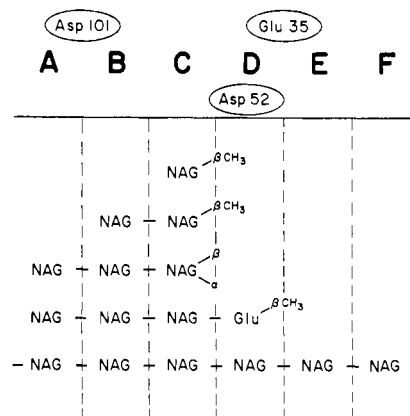 Asp 101 Glu 35
A B C D E F
Asp 52
NAG βCH₃
NAG – NAG βCH₃
NAG – NAG – NAG β α
NAG – NAG – NAG – Glu βCH₃
– NAG – NAG – NAG – NAG – NAG – NAG